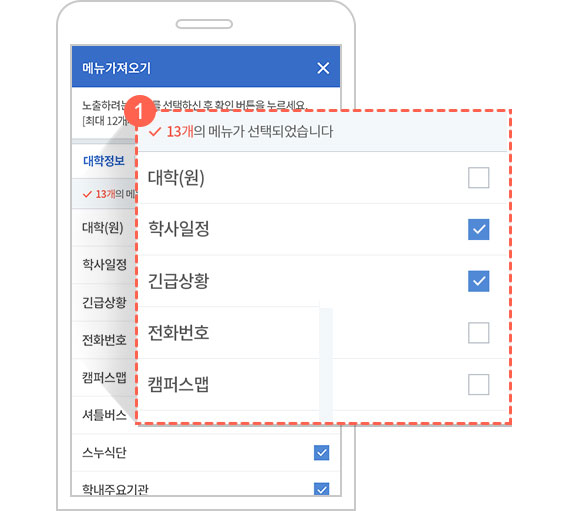 메뉴가져오기
노출하려는 를 선택하신 후 확인 버튼을 누르세요.
[최대 12개
1
대학정보
13개의 메
대학(원)
학사일정
긴급상황
전화번호
캠퍼스맵
셔틀버스
스누식단
학내주요기관
13개의 메뉴가 선택되었습니다
대학(원)
학사일정
긴급상황
전화번호
캠퍼스맵